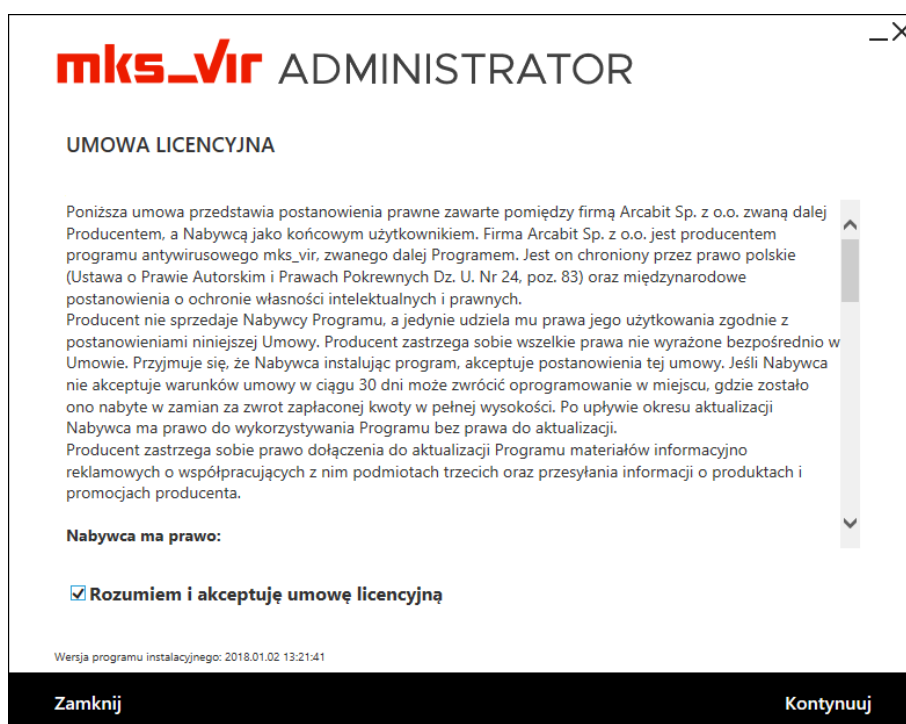 mks_vir ADMINISTRATOR
UMOWA LICENCYJNA
Poniższa umowa przedstawia postanowienia prawne zawarte pomiędzy firmą Arcabit Sp. z o.o. zwaną dalej
Producentem, a Nabywcą jako końcowym użytkownikiem. Firma Arcabit Sp. z o.o. jest producentem
programu antywirusowego mks_vir, zwanego dalej Programem. Jest on chroniony przez prawo polskie
(Ustawa o Prawie Autorskim i Prawach Pokrewnych Dz. U. Nr 24, poz. 83) oraz międzynarodowe
postanowienia o ochronie własności intelektualnych i prawnych.
Producent nie sprzedaje Nabywcy Programu, a jedynie udziela mu prawa jego użytkowania zgodnie z
postanowieniami niniejszej Umowy. Producent zastrzega sobie wszelkie prawa nie wyrażone bezpośrednio w
Umowie. Przyjmuje się, że Nabywca instalując program, akceptuje postanowienia tej umowy. Jeśli Nabywca
nie akceptuje warunków umowy w ciągu 30 dni może zwrócić oprogramowanie w miejscu, gdzie zostało
ono nabyte w zamian za zwrot zapłaconej kwoty w pełnej wysokości. Po upływie okresu aktualizacji
Nabywca ma prawo do wykorzystywania Programu bez prawa do aktualizacji.
Producent zastrzega sobie prawo dołączenia do aktualizacji Programu materiałów informacyjno
reklamowych o współpracujących z nim podmiotach trzecich oraz przesyłania informacji o produktach i
promocjach producenta.
Nabywca ma prawo:
Rozumiem i akceptuję umowę licencyjną
Wersja programu instalacyjnego: 2018.01.02 13:21:41
Zamknij
Kontynuuj